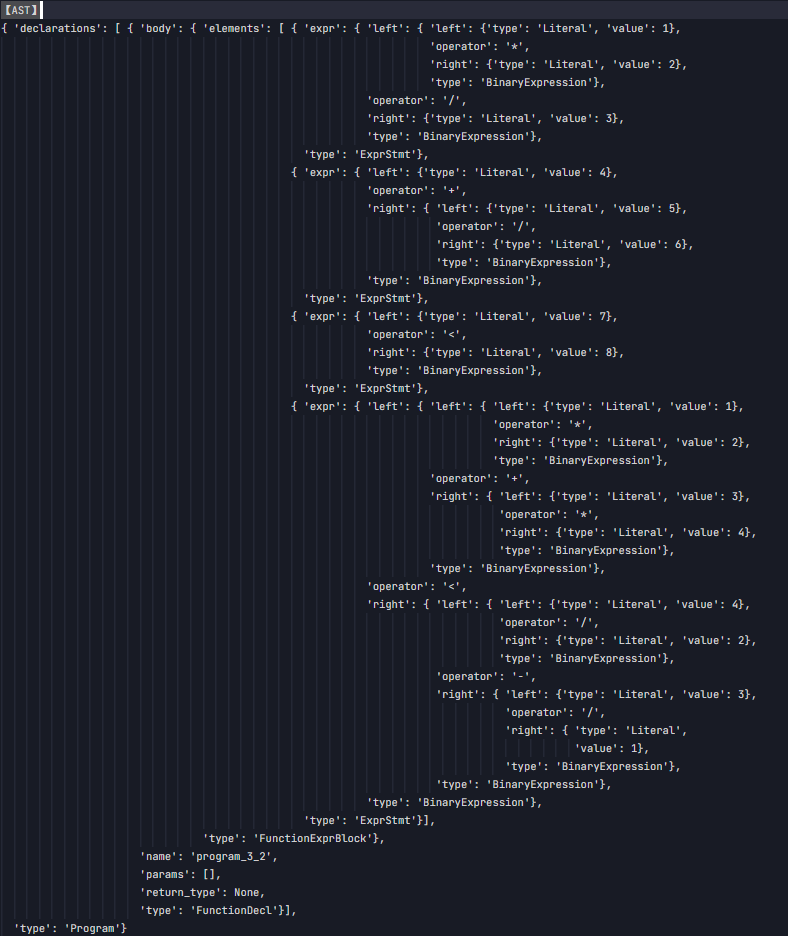 【AST】
{ 'declarations': [ { 'body': { 'elements': [ { 'expr': { 'left': { 'left': {'type': 'Literal', 'value': 1},
'operator': '*',
'right': {'type': 'Literal', 'value': 2},
'type': 'BinaryExpression'},
'operator': '/',
'right': {'type': 'Literal', 'value': 3},
'type': 'BinaryExpression'},
'type': 'ExprStmt'},
{ 'expr': { 'left': {'type': 'Literal', 'value': 4},
'operator': '+',
'right': { 'left': {'type': 'Literal', 'value': 5},
'operator': '/',
'right': {'type': 'Literal', 'value': 6},
'type': 'BinaryExpression'},
'type': 'BinaryExpression'},
'type': 'ExprStmt'},
{ 'expr': { 'left': {'type': 'Literal', 'value': 7},
'operator': '<',
'right': {'type': 'Literal', 'value': 8},
'type': 'BinaryExpression'},
'type': 'ExprStmt'},
{ 'expr': { 'left': { 'left': { 'left': {'type': 'Literal', 'value': 1},
'operator': '*',
'right': {'type': 'Literal', 'value': 2},
'type': 'BinaryExpression'},
'operator': '+',
'right': { 'left': {'type': 'Literal', 'value': 3},
'operator': '*',
'right': {'type': 'Literal', 'value': 4},
'type': 'BinaryExpression'},
'type': 'BinaryExpression'},
'operator': '<',
'right': { 'left': { 'left': {'type': 'Literal', 'value': 4},
'operator': '/',
'right': {'type': 'Literal', 'value': 2},
'type': 'BinaryExpression'},
'operator': '-',
'right': { 'left': {'type': 'Literal', 'value': 3},
'operator': '/',
'right': { 'type': 'Literal',
'value': 1},
'type': 'BinaryExpression'},
'type': 'BinaryExpression'},
'type': 'BinaryExpression'},
'type': 'ExprStmt'}],
'type': 'FunctionExprBlock'},
'name': 'program_3_2',
'params': [],
'return_type': None,
'type': 'FunctionDecl'}],
'type': 'Program'}